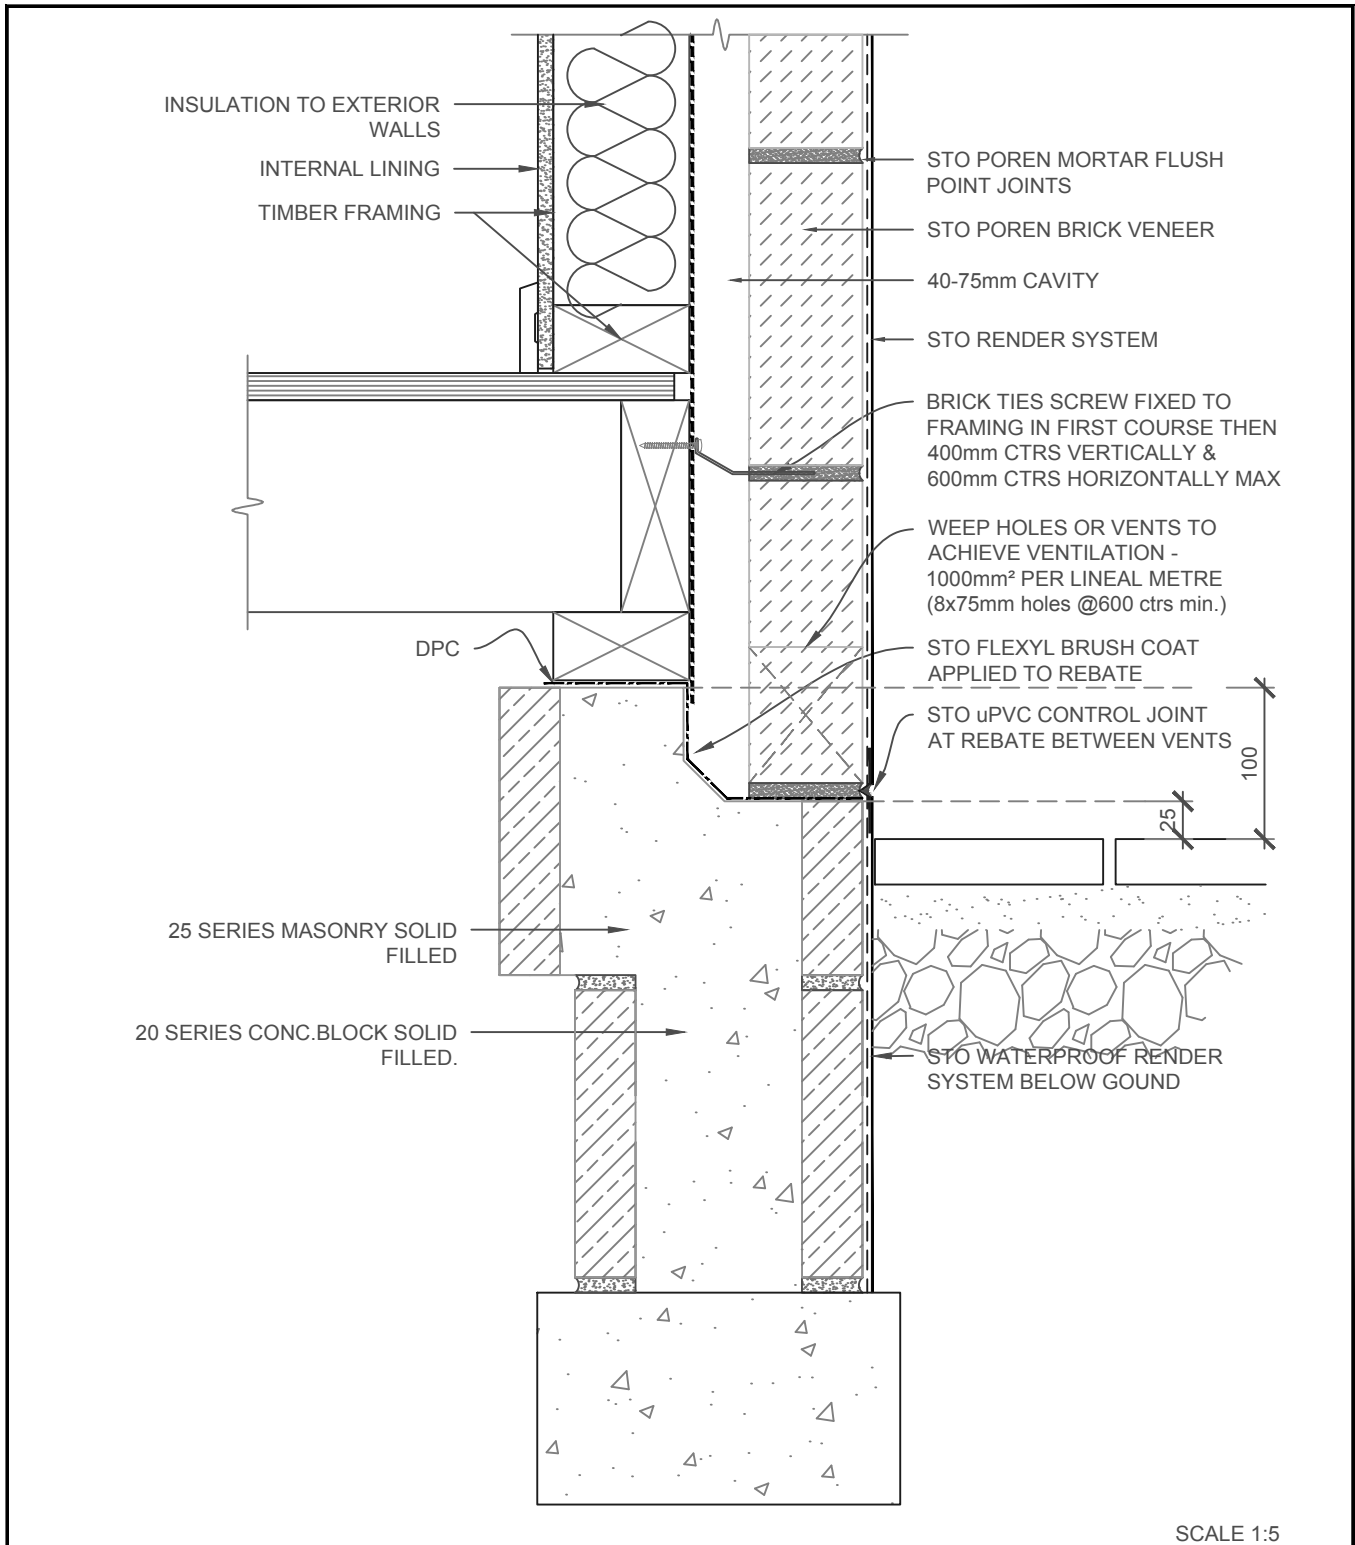 INSULATION TO EXTERIOR
WALLS
INTERNAL LINING
TIMBER FRAMING
STO POREN MORTAR FLUSH
POINT JOINTS
STO POREN BRICK VENEER
40-75mm CAVITY
STO RENDER SYSTEM
BRICK TIES SCREW FIXED TO
FRAMING IN FIRST COURSE THEN
400mm CTRS VERTICALLY &
600mm CTRS HORIZONTALLY MAX
WEEP HOLES OR VENTS TO
ACHIEVE VENTILATION -
1000mm² PER LINEAL METRE
(8x75mm holes @600 ctrs min.)
DPC
STO FLEXYL BRUSH COAT
APPLIED TO REBATE
STO uPVC CONTROL JOINT
AT REBATE BETWEEN VENTS
100
25
25 SERIES MASONRY SOLID
FILLED
20 SERIES CONC.BLOCK SOLID
FILLED.
STO WATERPROOF RENDER
SYSTEM BELOW GOUND
SCALE 1:5